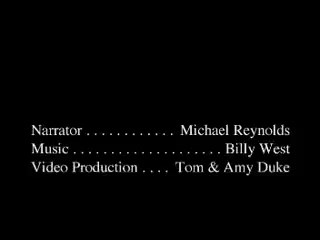 Narrator . . . . . . . . . . . . Michael Reynolds
Music . . . . . . . . . . . . . . . . . . . . Billy West
Video Production . . . . Tom & Amy Duke